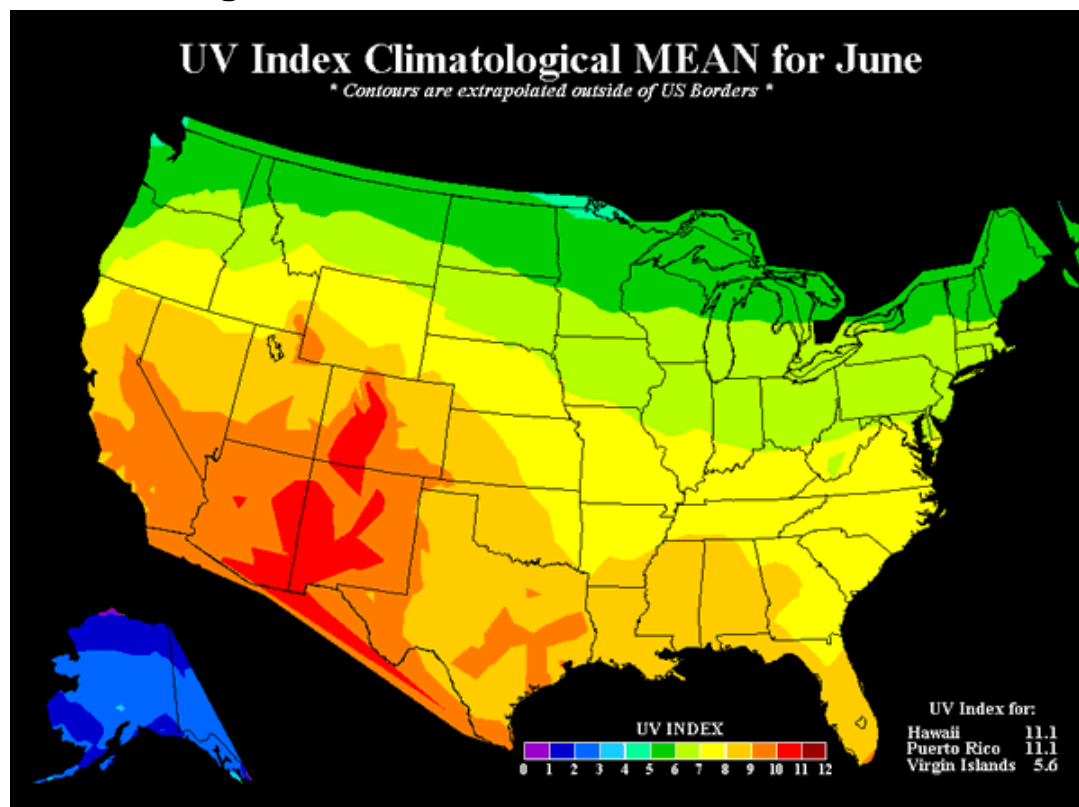 UV Index Climatological MEAN for June
* Contours are extrapolated outside of US Borders *
UV INDEX
0 1 2 3 4 5 6 7 8 9 10 11 12
UV Index for:
Hawaii 11.1
Puerto Rico 11.1
Virgin Islands 5.6